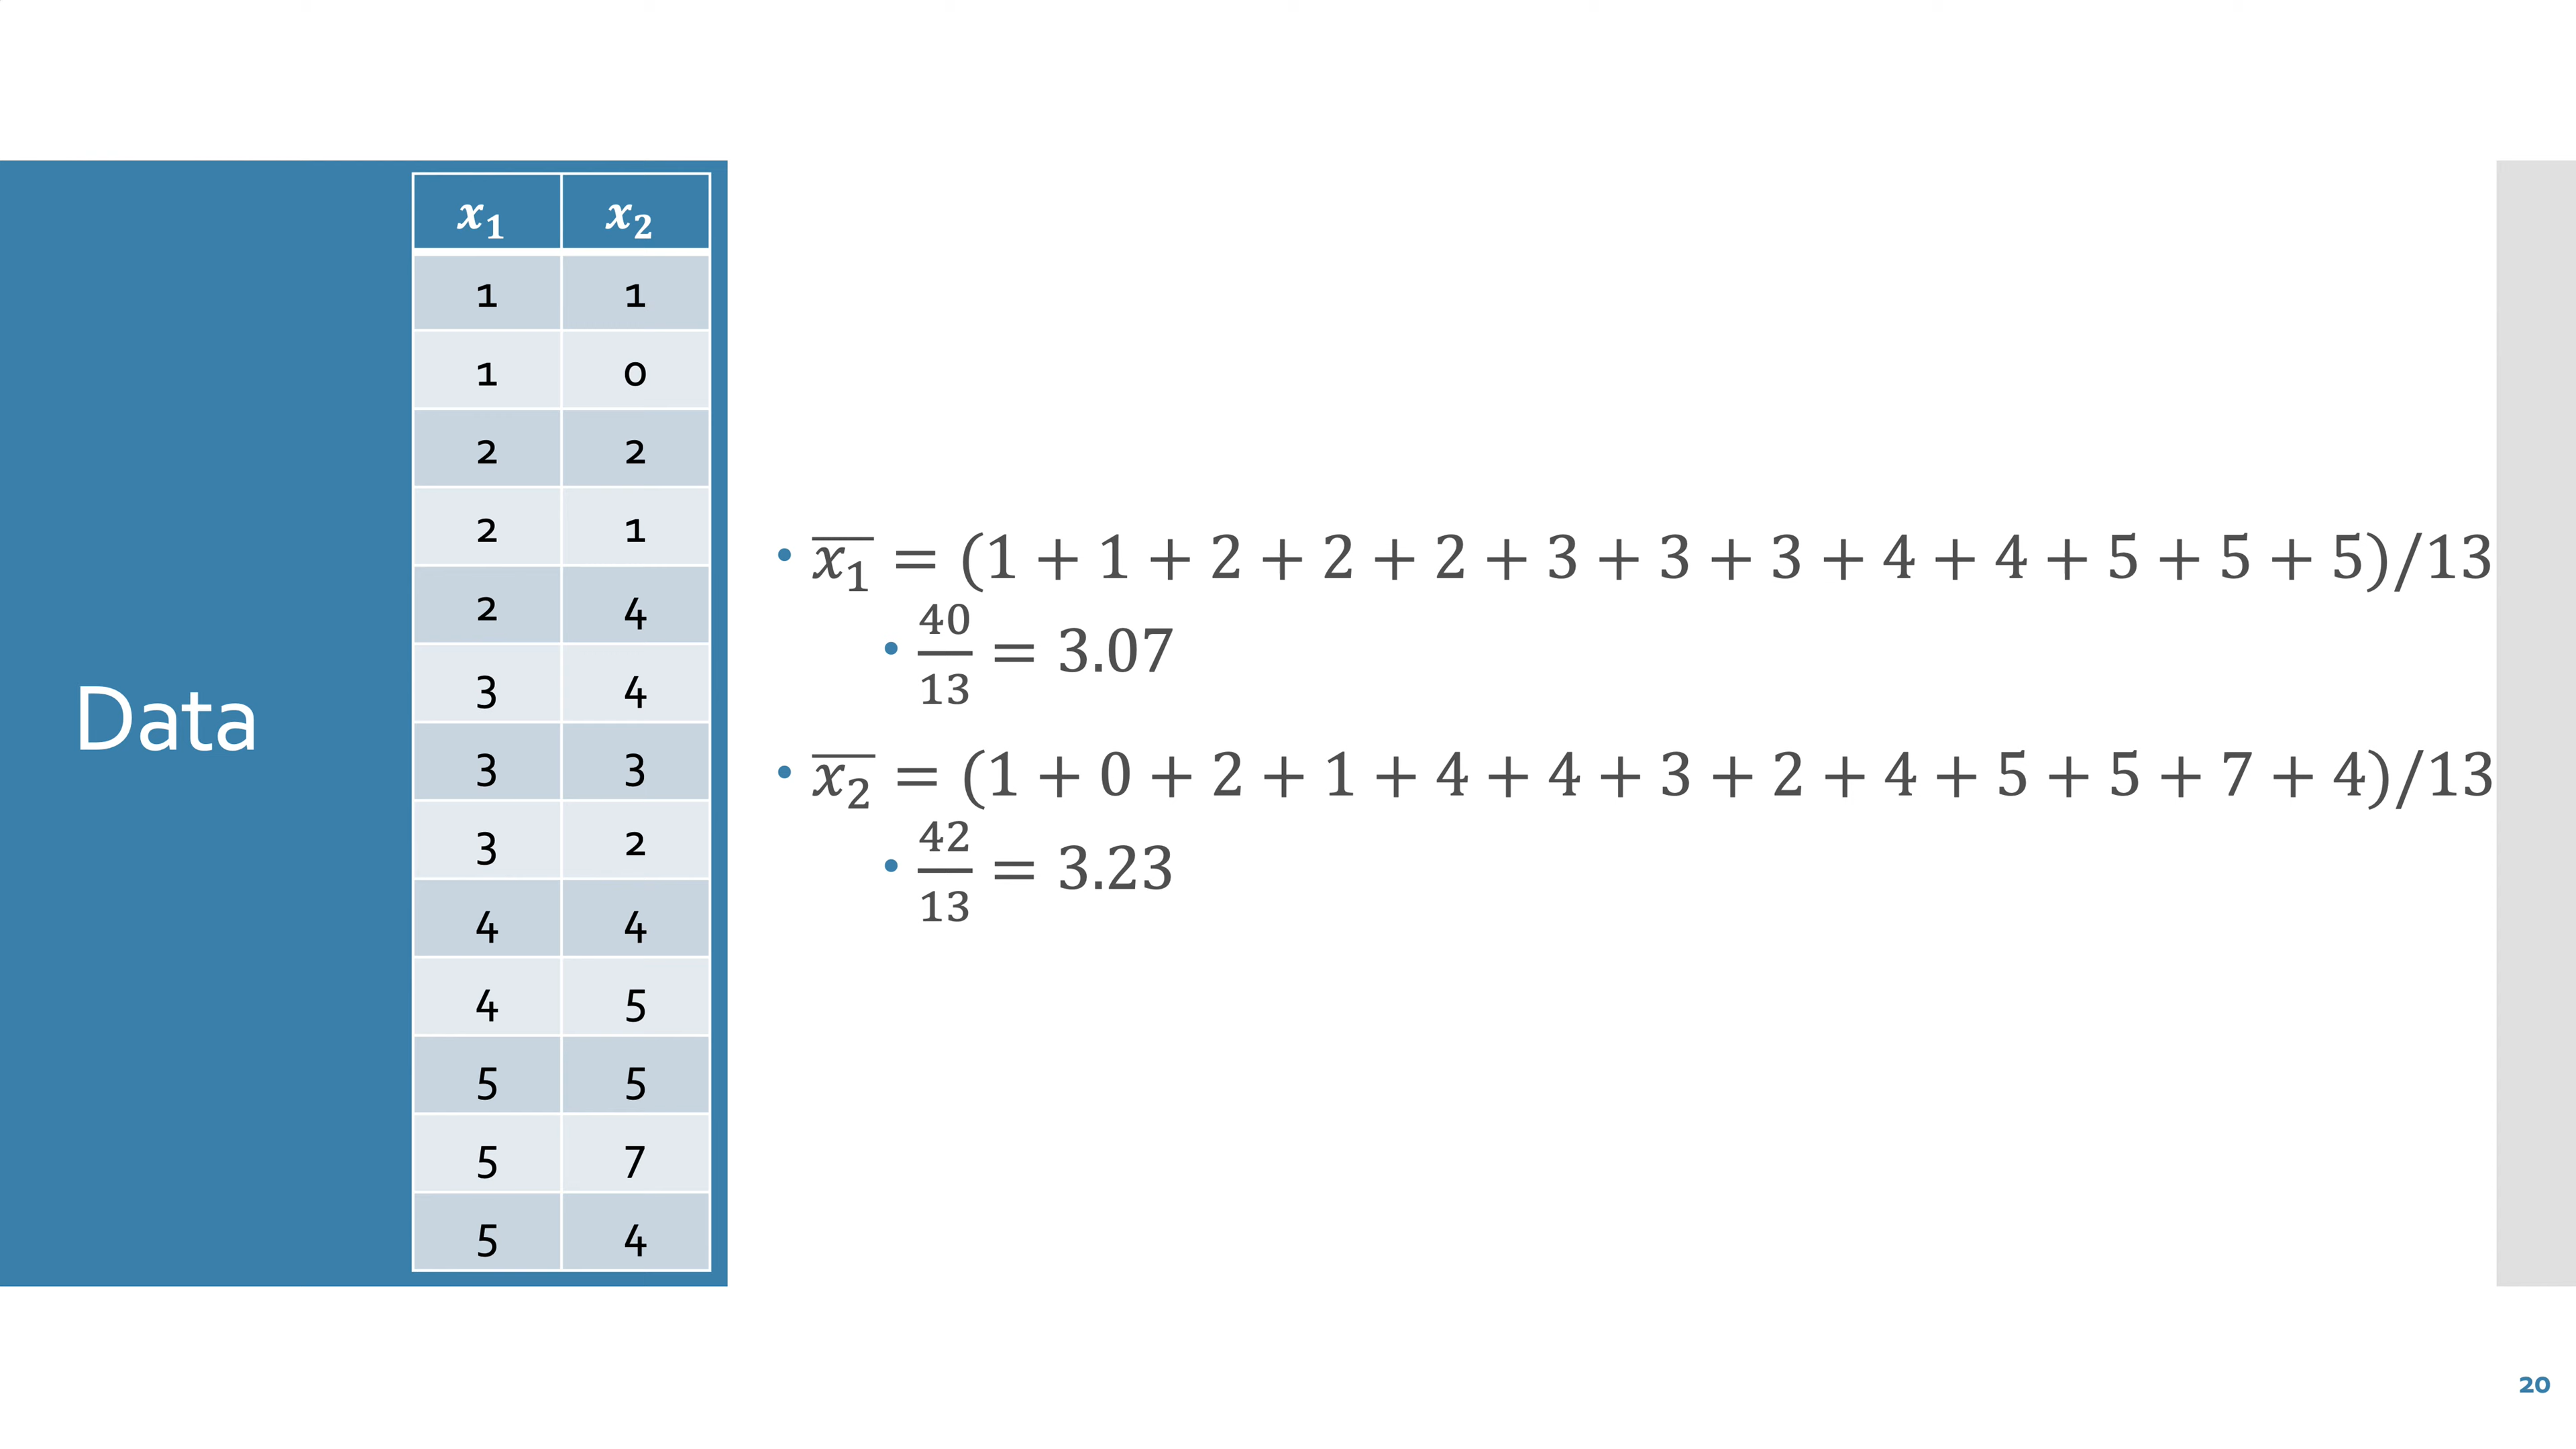 Data
x₁ x₂
1 1
1 0
2 2
2 1
2 4
3 4
3 3
3 2
4 4
4 5
5 5
5 7
5 4
• x̅₁ = (1 + 1 + 2 + 2 + 2 + 3 + 3 + 3 + 4 + 4 + 5 + 5 + 5)/13
• 40/13 = 3.07
• x̅₂ = (1 + 0 + 2 + 1 + 4 + 4 + 3 + 2 + 4 + 5 + 5 + 7 + 4)/13
• 42/13 = 3.23
20